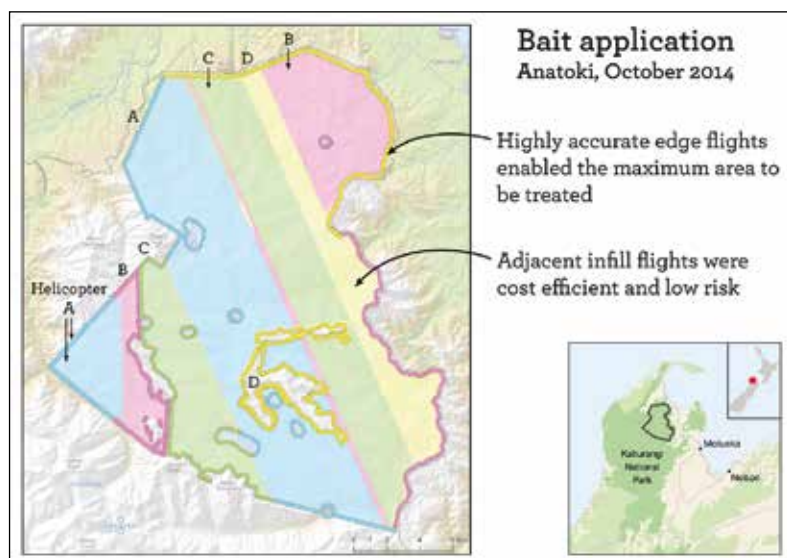 Bait application
Anatoki, October 2014
B
C
D
A
Highly accurate edge flights
enabled the maximum area to
be treated
Adjacent infill flights were
cost efficient and low risk
C
B
Helicopter
A
D
Kahurangi
National
Park
Motueka
Nelson